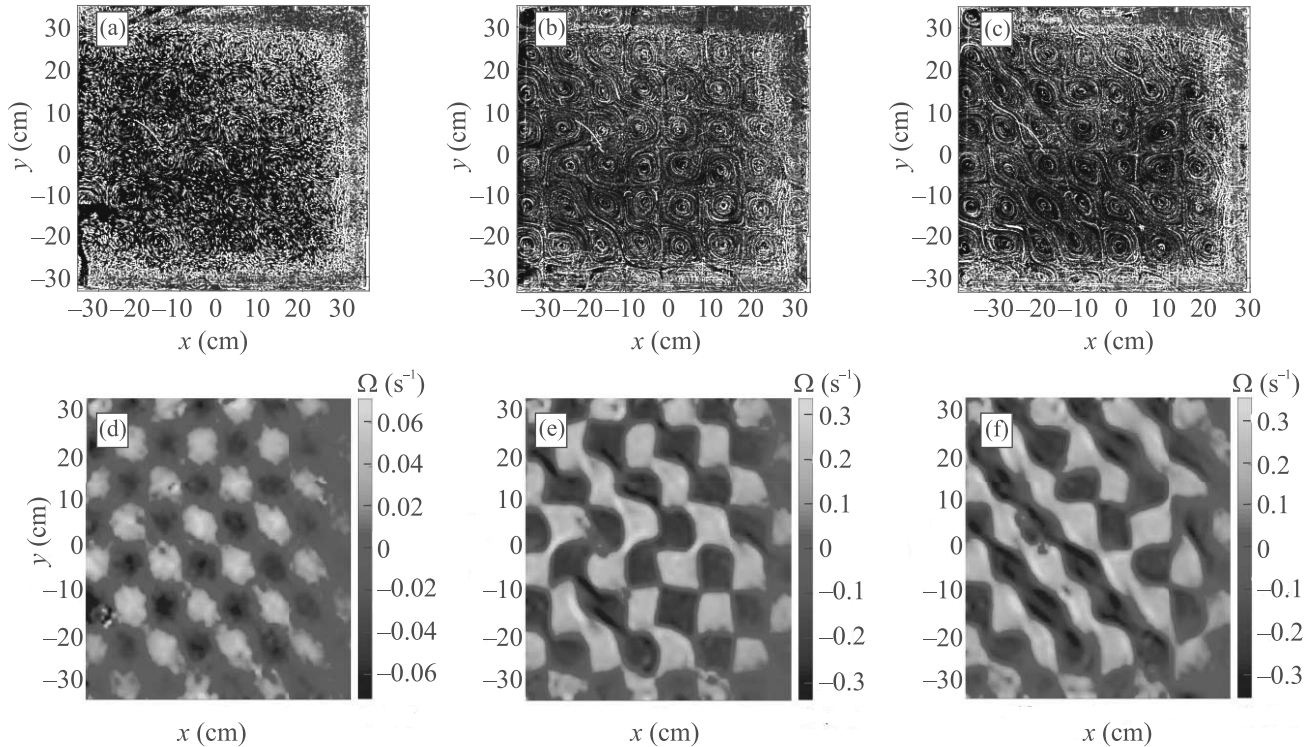 (a)
30
20
10
0
–10
–20
–30
y (cm)
–30 –20 –10 0 10 20 30
x (cm)
(b)
30
20
10
0
–10
–20
–30
y (cm)
–30 –20 –10 0 10 20 30
x (cm)
(c)
30
20
10
0
–10
–20
–30
y (cm)
–30 –20 –10 0 10 20 30
x (cm)
(d)
30
20
10
0
–10
–20
–30
y (cm)
x (cm)
Ω (s⁻¹)
0.06
0.04
0.02
0
–0.02
–0.04
–0.06
(e)
30
20
10
0
–10
–20
–30
y (cm)
x (cm)
Ω (s⁻¹)
0.3
0.2
0.1
0
–0.1
–0.2
–0.3
(f)
30
20
10
0
–10
–20
–30
y (cm)
x (cm)
Ω (s⁻¹)
0.3
0.2
0.1
0
–0.1
–0.2
–0.3